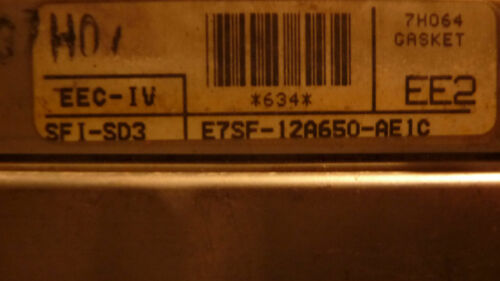 7H064
GASKET
EEC-IV
*634*
EE2
SFI-SD3
E7SF-12A650-AE1C